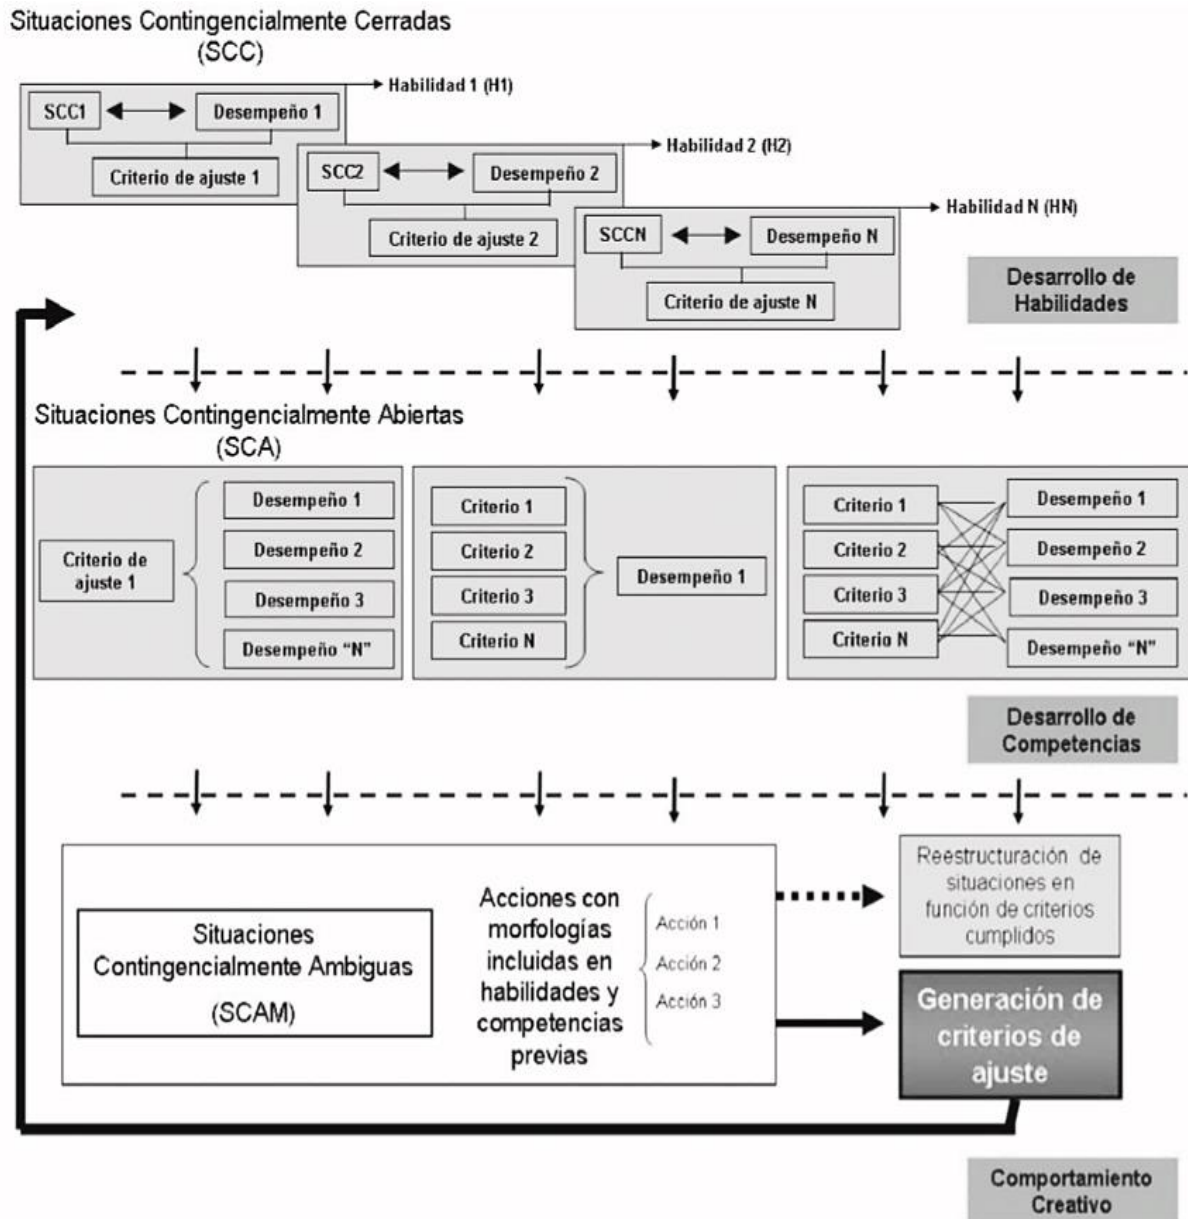 Situaciones Contingencialmente Cerradas
(SCC)
Habilidad 1 (H1)
SCC1
Desempeño 1
Criterio de ajuste 1
Habilidad 2 (H2)
SCC2
Desempeño 2
Criterio de ajuste 2
Habilidad N (HN)
SCCN
Desempeño N
Criterio de ajuste N
Desarrollo de
Habilidades
Situaciones Contingencialmente Abiertas
(SCA)
Criterio de
ajuste 1
Desempeño 1
Desempeño 2
Desempeño 3
Desempeño “N”
Criterio 1
Criterio 2
Criterio 3
Criterio N
Desempeño 1
Criterio 1
Criterio 2
Criterio 3
Criterio N
Desempeño 1
Desempeño 2
Desempeño 3
Desempeño “N”
Desarrollo de
Competencias
Situaciones
Contingencialmente Ambiguas
(SCAM)
Acciones con
morfologías
incluidas en
habilidades y
competencias
previas
Acción 1
Acción 2
Acción 3
Reestructuración de
situaciones en
función de criterios
cumplidos
Generación de
criterios de
ajuste
Comportamiento
Creativo